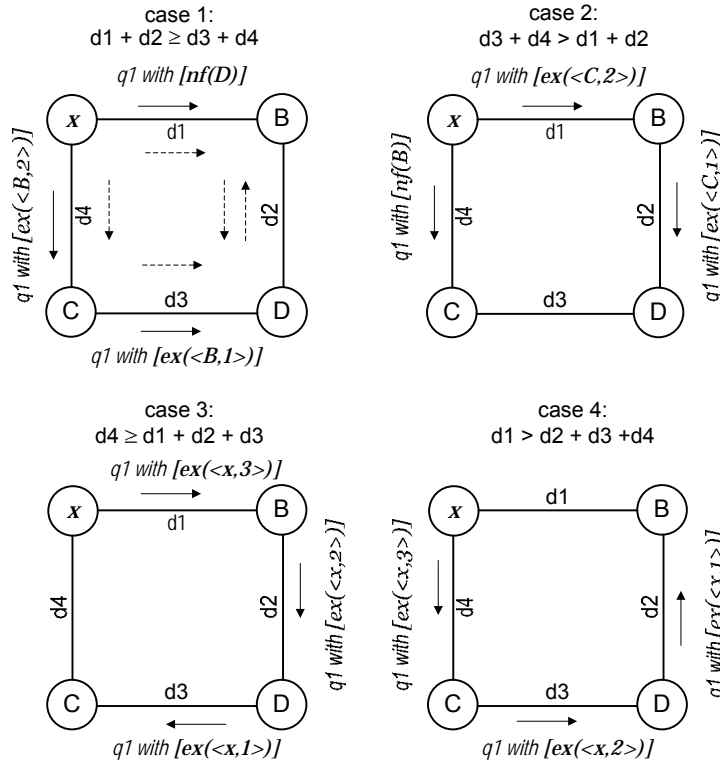 case 1:
d1 + d2 ≥ d3 + d4
q1 with [nf(D)]
x
B
d1
q1 with [ex(<B,2>)]
d4
d2
C
d3
D
q1 with [ex(<B,1>)]
case 2:
d3 + d4 > d1 + d2
q1 with [ex(<C,2>)]
x
B
d1
q1 with [nf(B)]
d4
d2
q1 with [ex(<C,1>)]
C
d3
D
case 3:
d4 ≥ d1 + d2 + d3
q1 with [ex(<x,3>)]
x
B
d1
d4
d2
q1 with [ex(<x,2>)]
C
d3
D
q1 with [ex(<x,1>)]
case 4:
d1 > d2 + d3 +d4
x
d1
B
q1 with [ex(<x,3>)]
d4
d2
q1 with [ex(<x,1>)]
C
d3
D
q1 with [ex(<x,2>)]